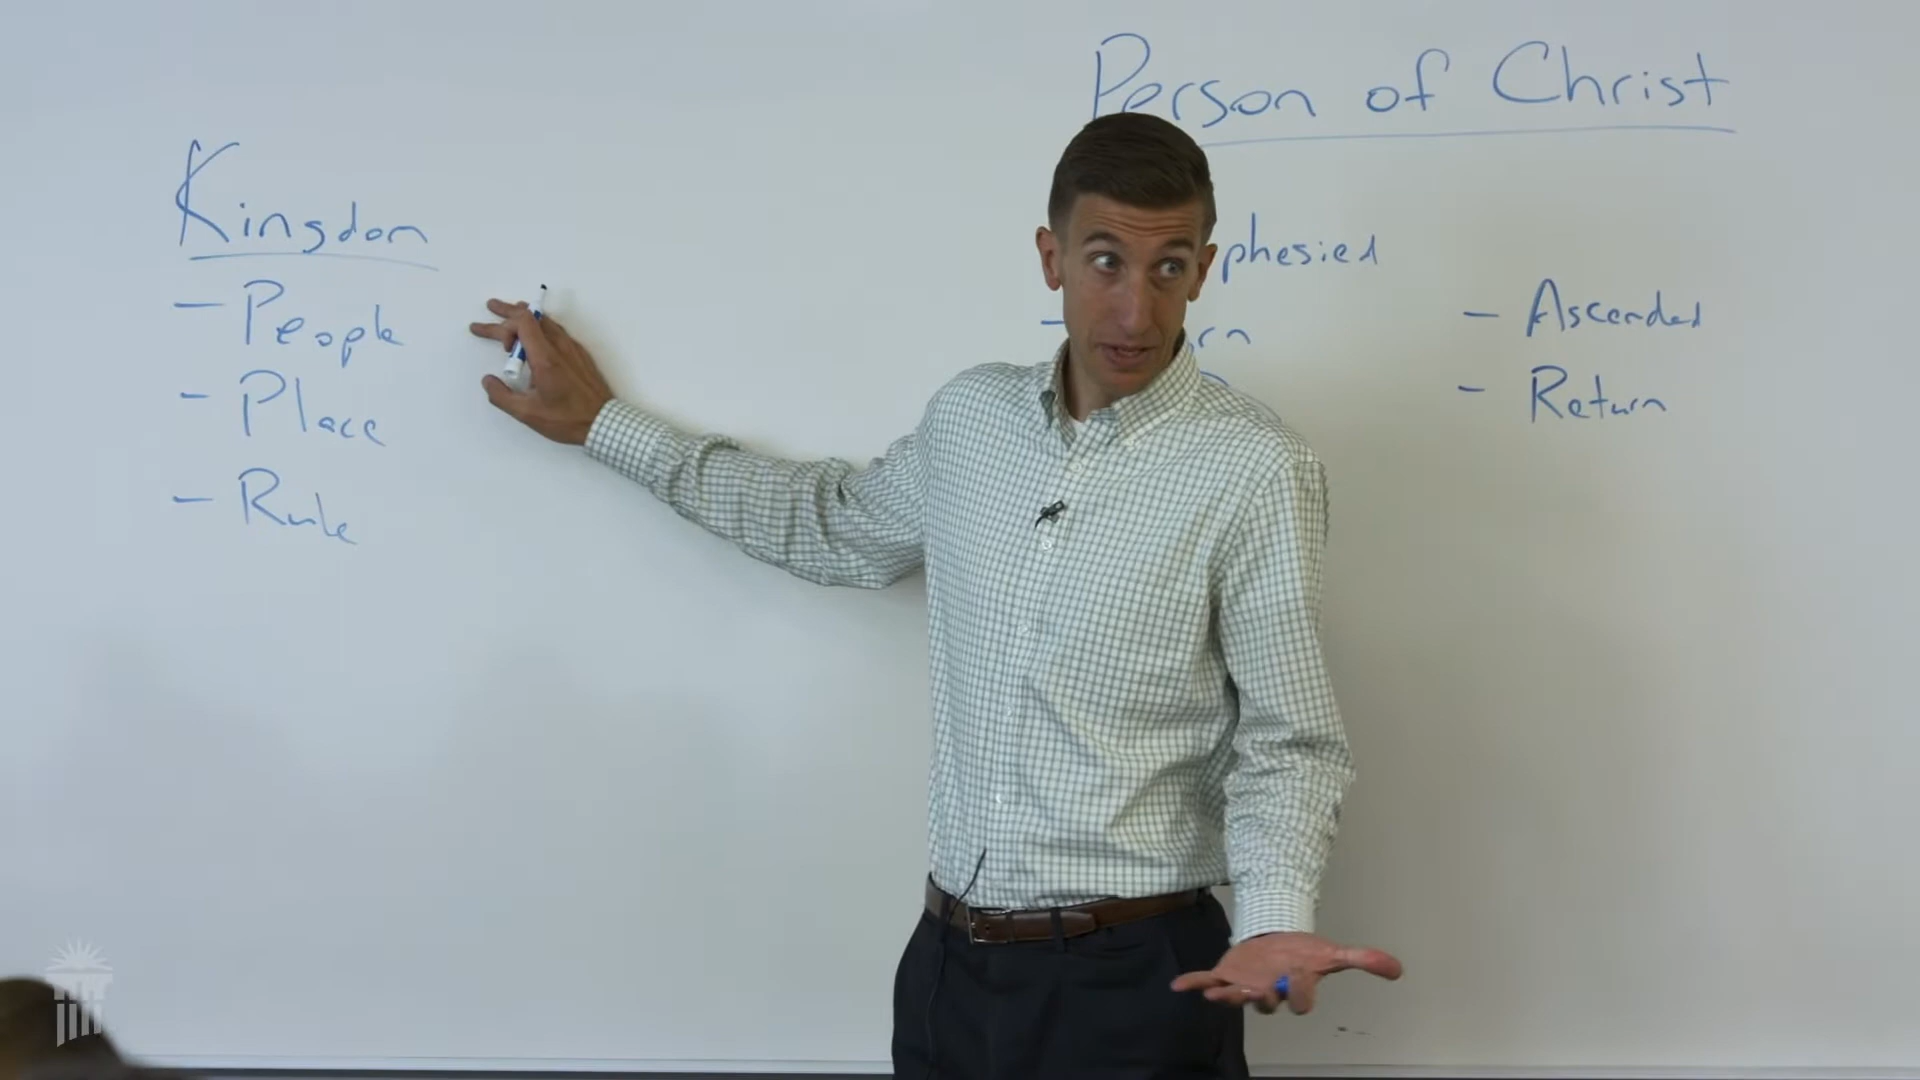 Person of Christ
Kingdom
- People
- Place
- Rule
phesied
- Ascended
- Return